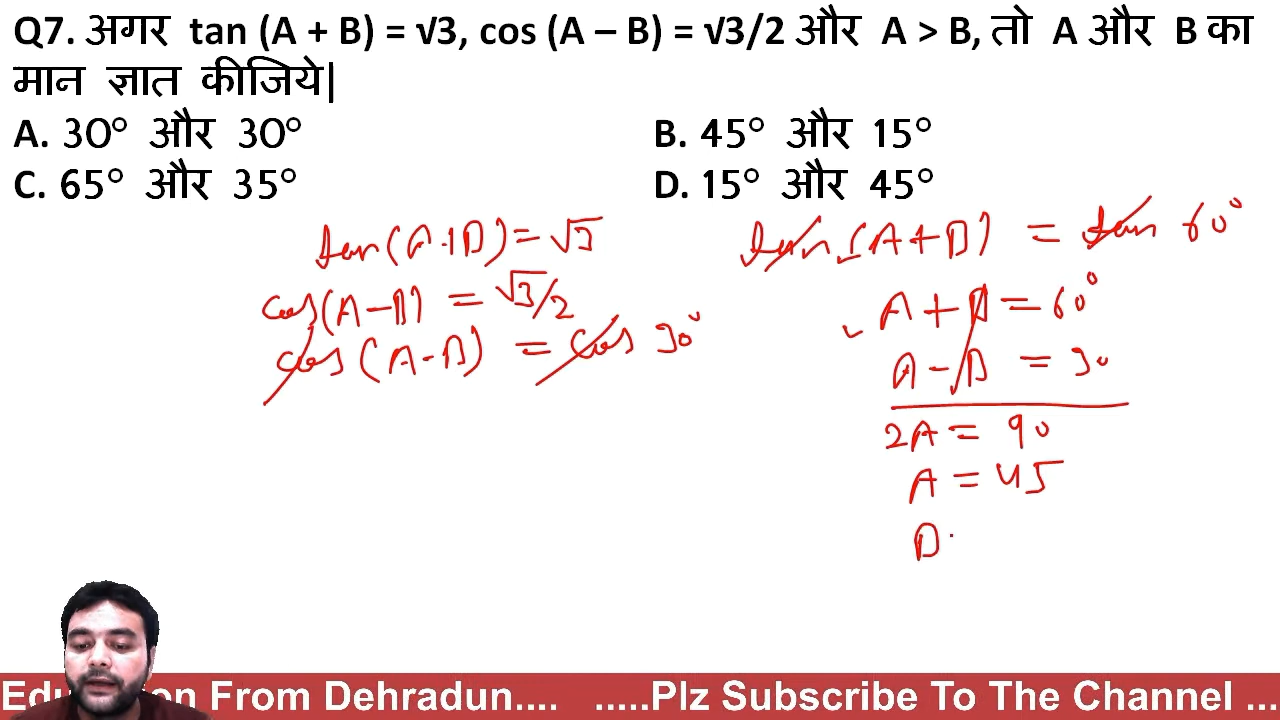 Q7. अगर tan (A + B) = √3, cos (A – B) = √3/2 और A > B, तो A और B का
मान ज्ञात कीजिये|
A. 30° और 30°
B. 45° और 15°
C. 65° और 35°
D. 15° और 45°
tan(A+B)=√3
cos(A-B) = √3/2
cos(A-B) = cos 30°
tan(A+B) = tan 60°
A+B=60°
A-B = 30
2A = 90
A = 45
B
Education From Dehradun.... .....Plz Subscribe To The Channel ...